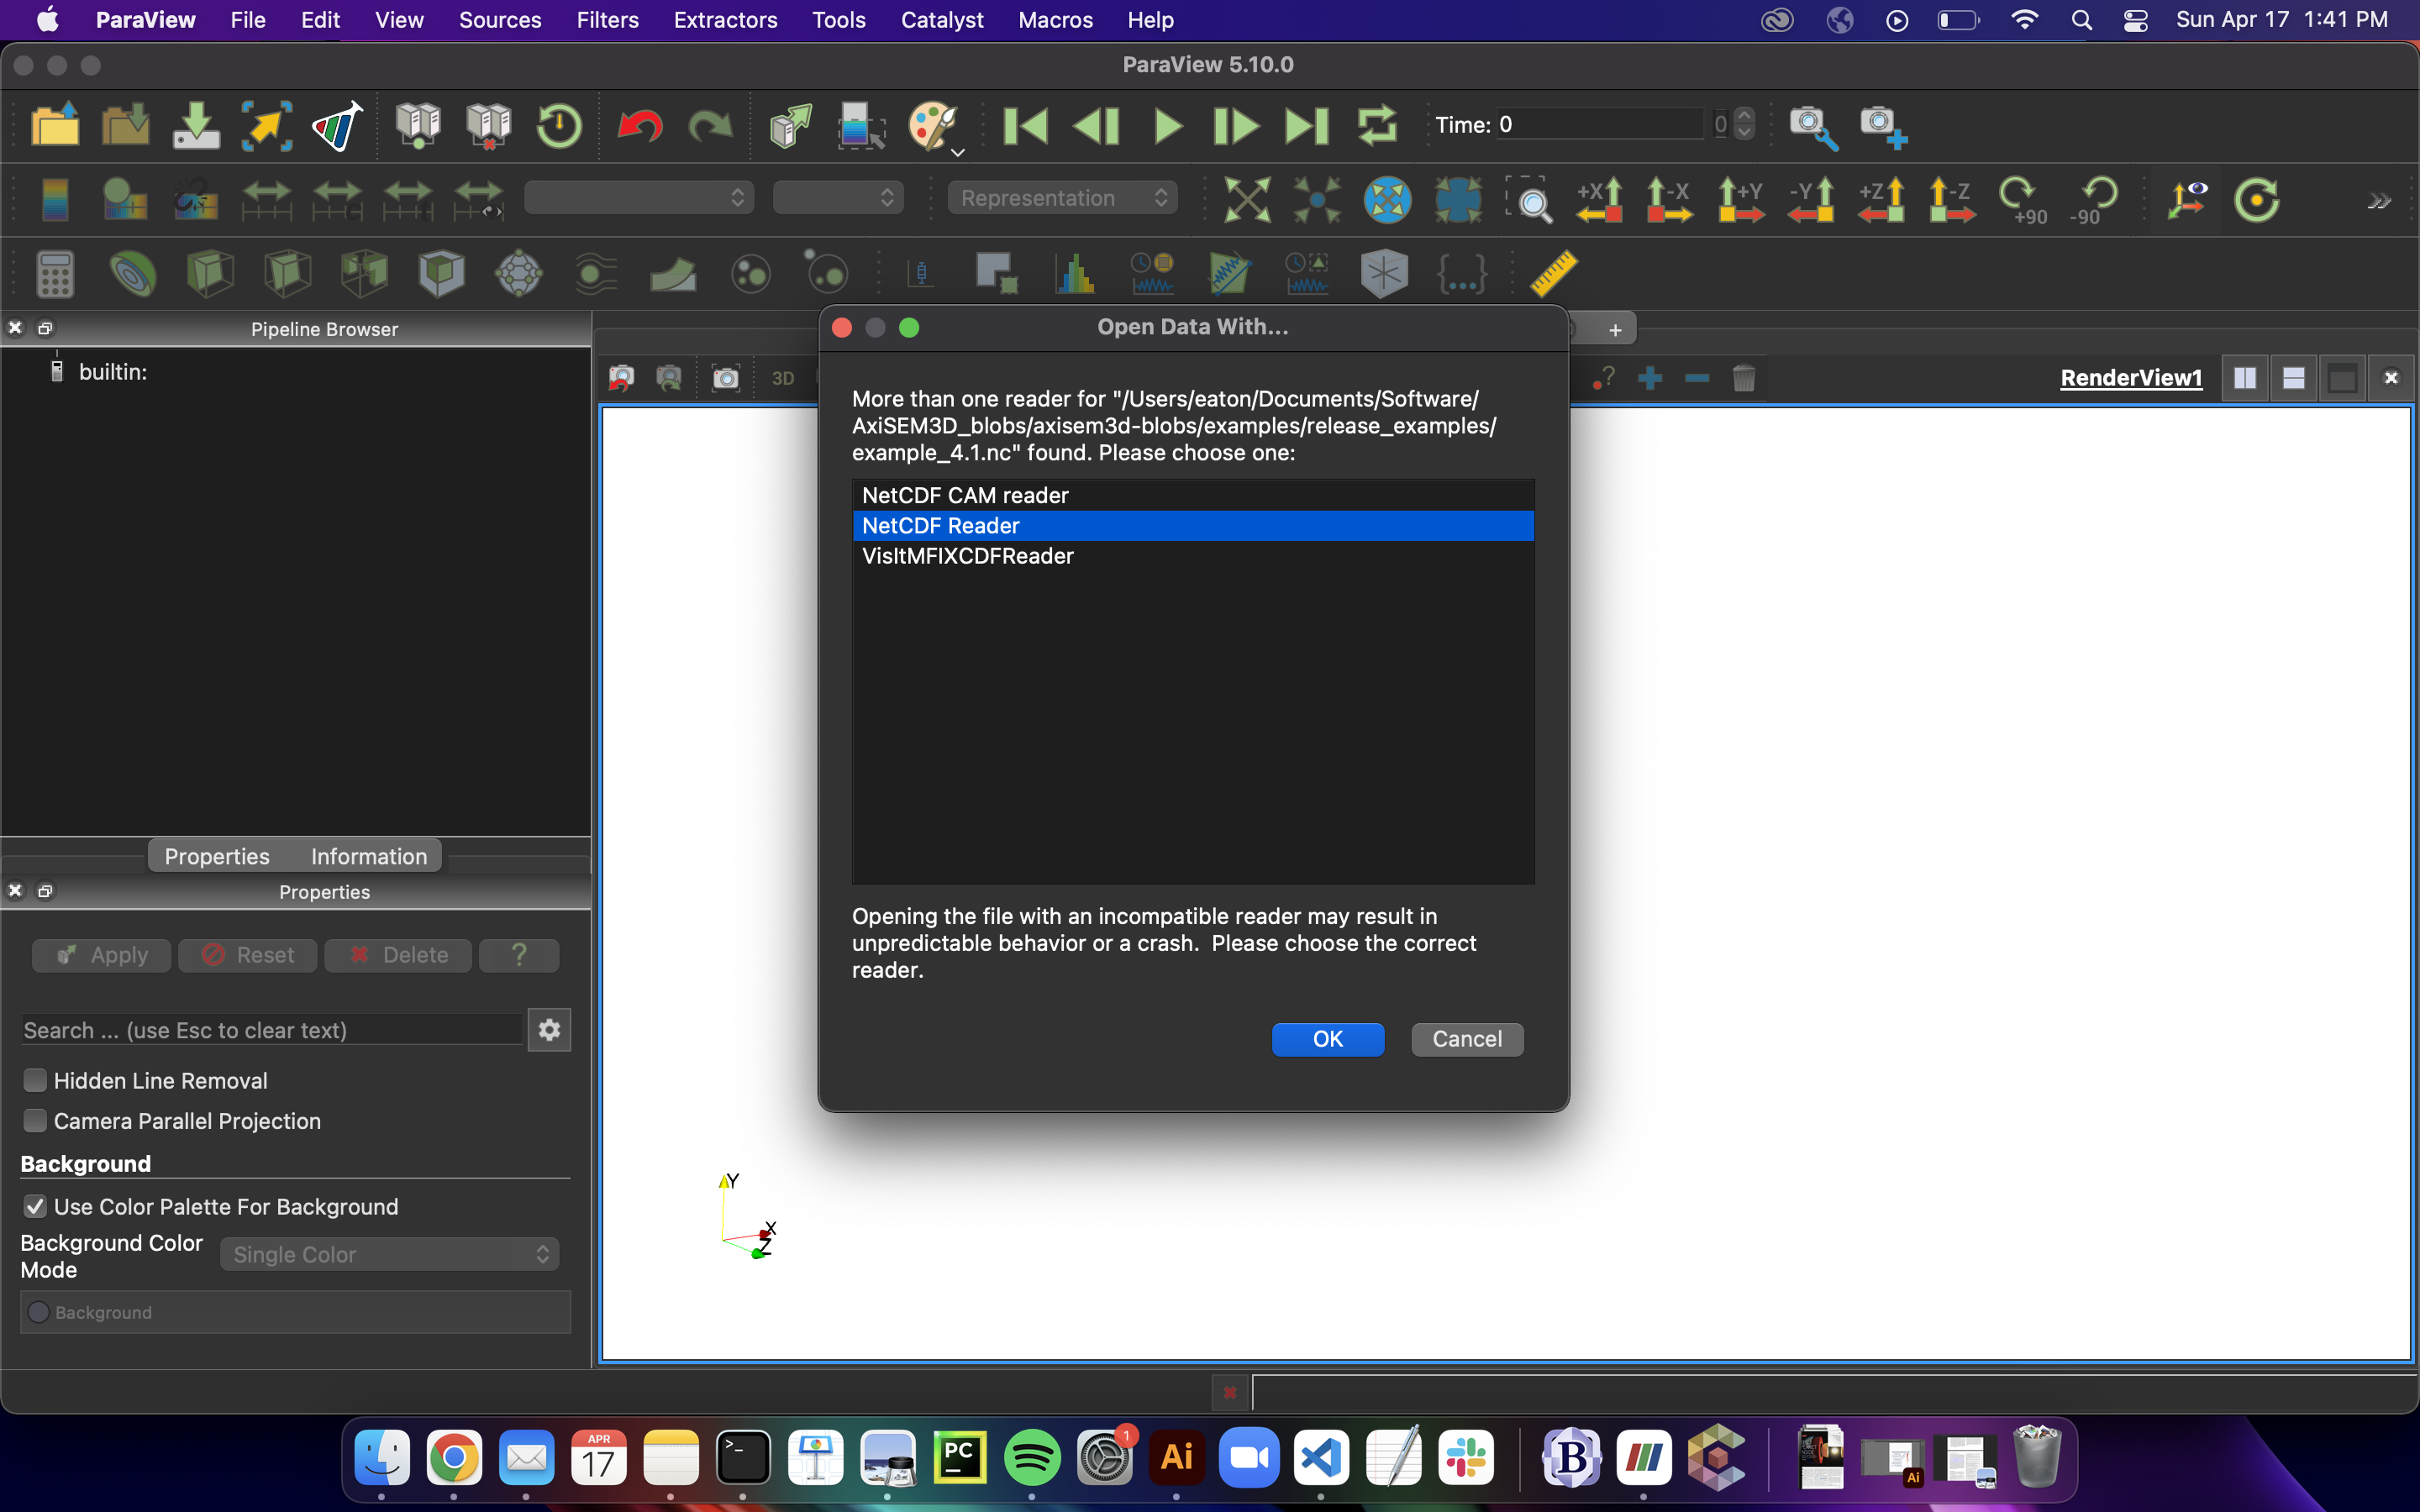 ParaView File Edit View Sources Filters Extractors Tools Catalyst Macros Help Sun Apr 17 1:41 PM
ParaView 5.10.0
Time: 0 0
Representation +X -X +Y -Y +Z -Z +90 -90
Pipeline Browser
builtin:
3D
RenderView1
Open Data With...
More than one reader for "/Users/eaton/Documents/Software/
AxiSEM3D_blobs/axisem3d-blobs/examples/release_examples/
example_4.1.nc" found. Please choose one:
NetCDF CAM reader
NetCDF Reader
VisItMFIXCDFReader
Opening the file with an incompatible reader may result in
unpredictable behavior or a crash. Please choose the correct
reader.
OK Cancel
Properties Information
Properties
Apply Reset Delete ?
Search ... (use Esc to clear text)
Hidden Line Removal
Camera Parallel Projection
Background
Use Color Palette For Background
Background Color
Mode
Single Color
Background
Y
X
Z
APR
17
PC
1
Ai
B
Ai